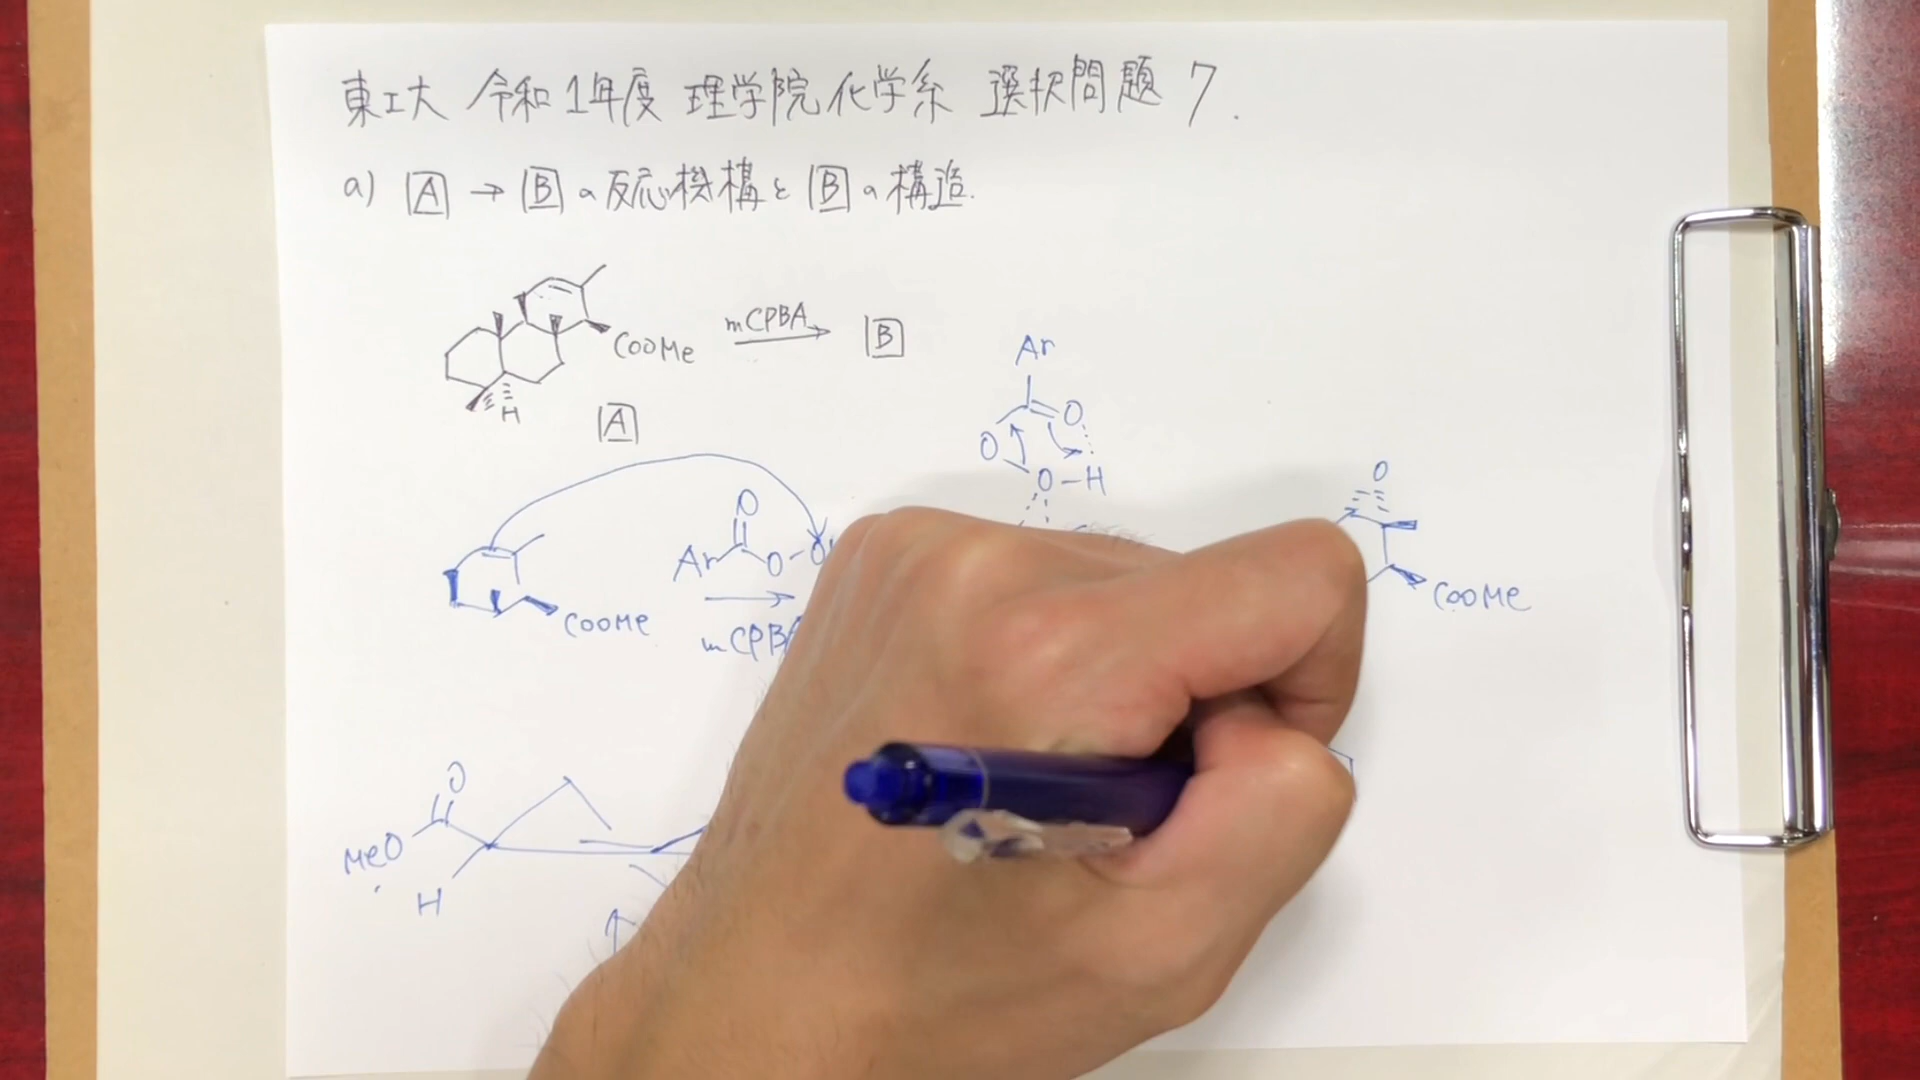 東工大 令和1年度 理学院 化学系 選択問題 7.
a) A → B の反応機構と B の構造.
COOMe
mCPBA
B
H
A
Ar
O
O
O-H
O
Ar
O
O-O
COOMe
mCPBA
COOMe
O
MeO
H